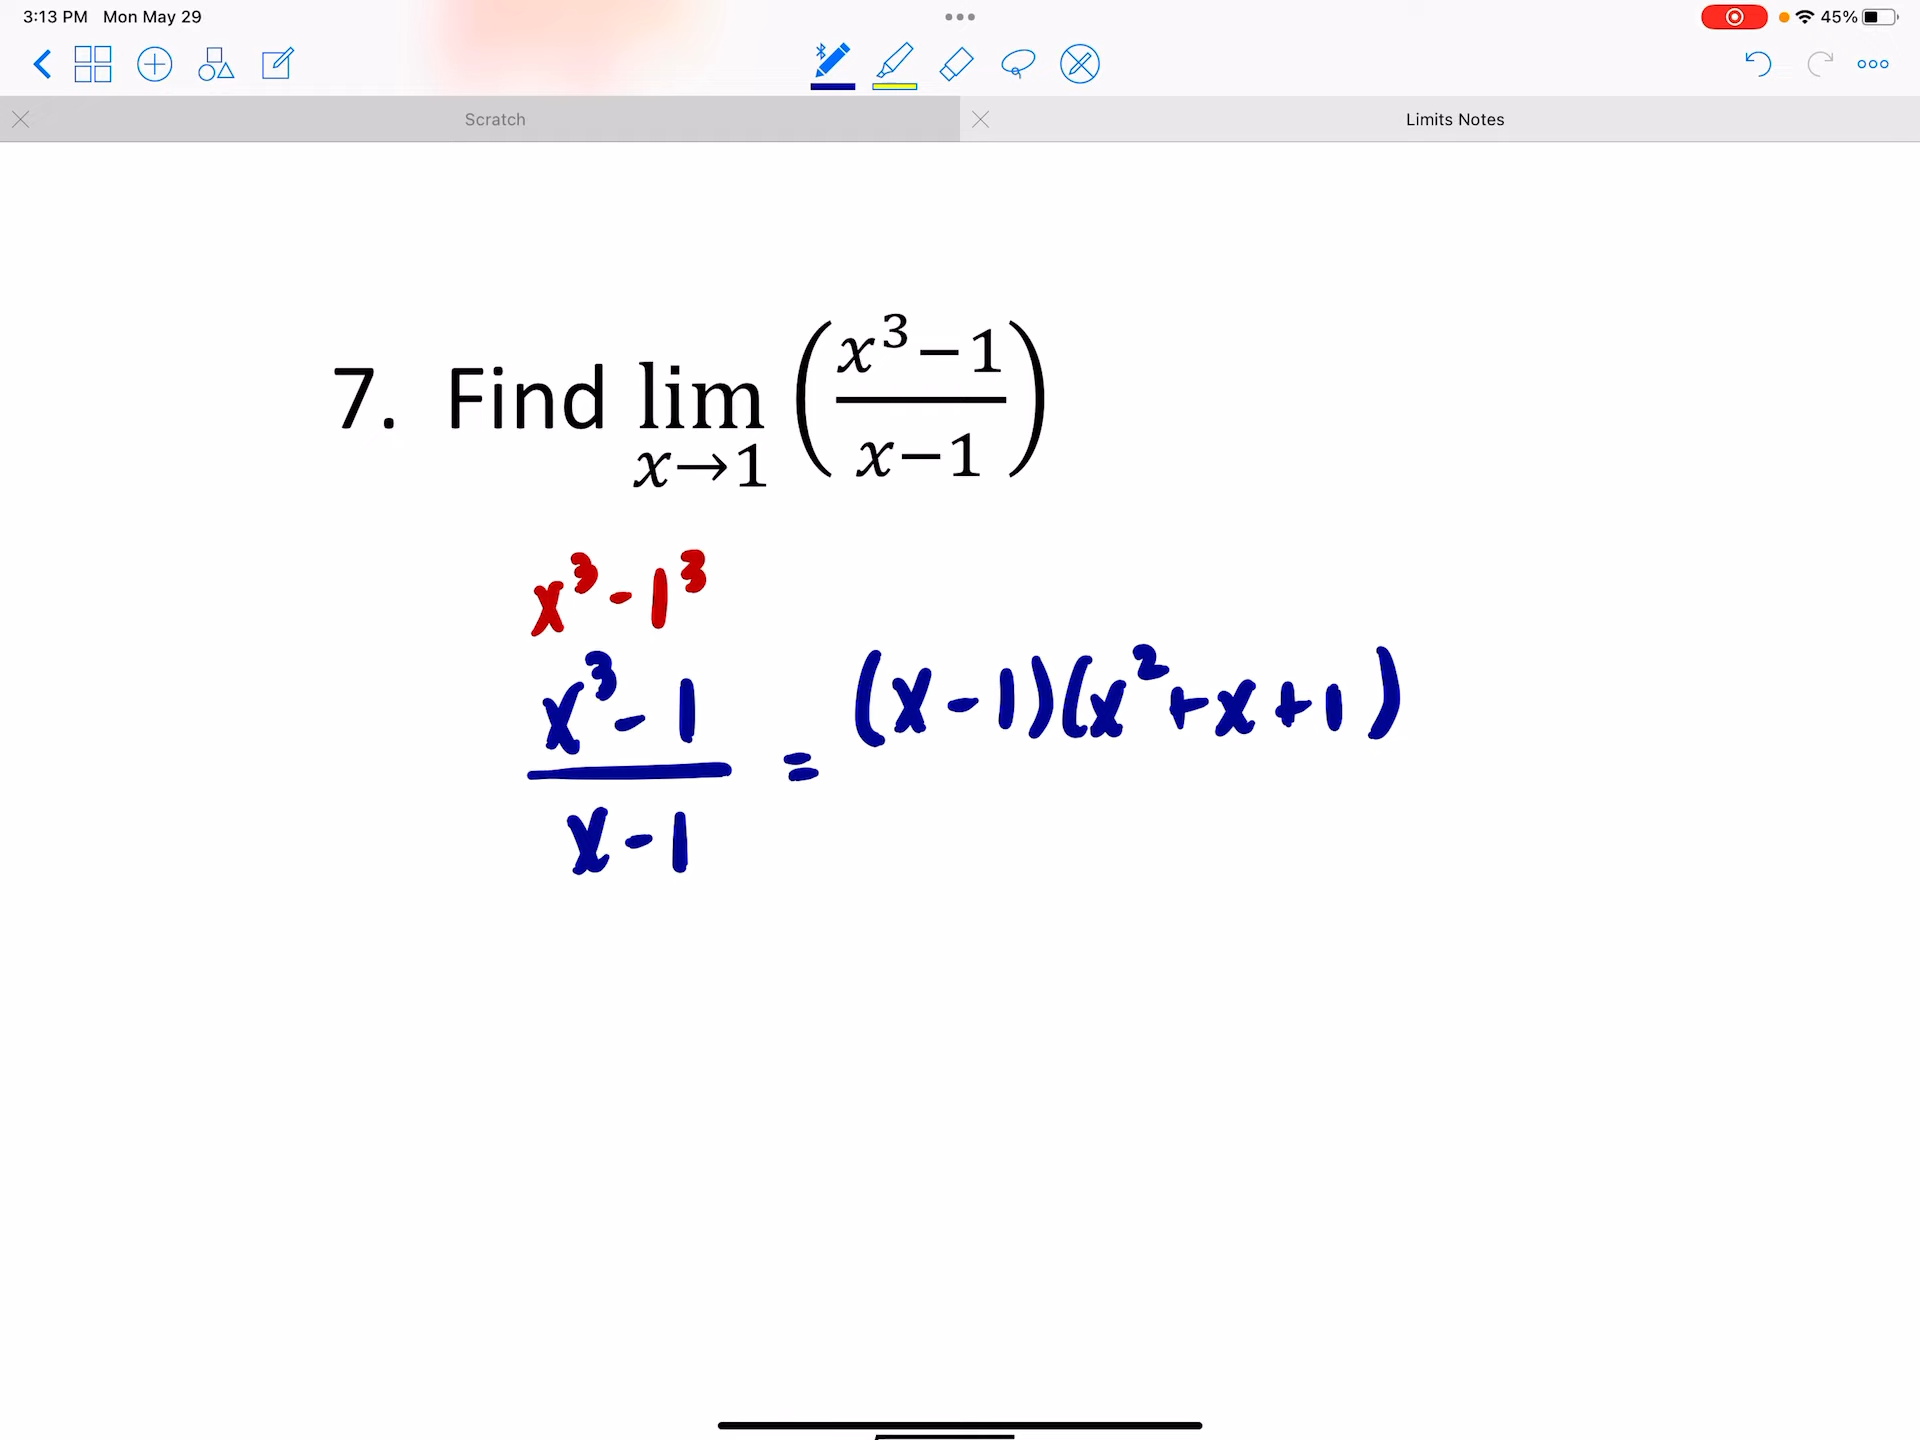 3:13 PM Mon May 29
45%
Scratch
Limits Notes
7. Find lim x→1 (x³−1 / x−1)
x³ - 1³
x³ - 1 / x - 1 = (x - 1)(x² + x + 1)